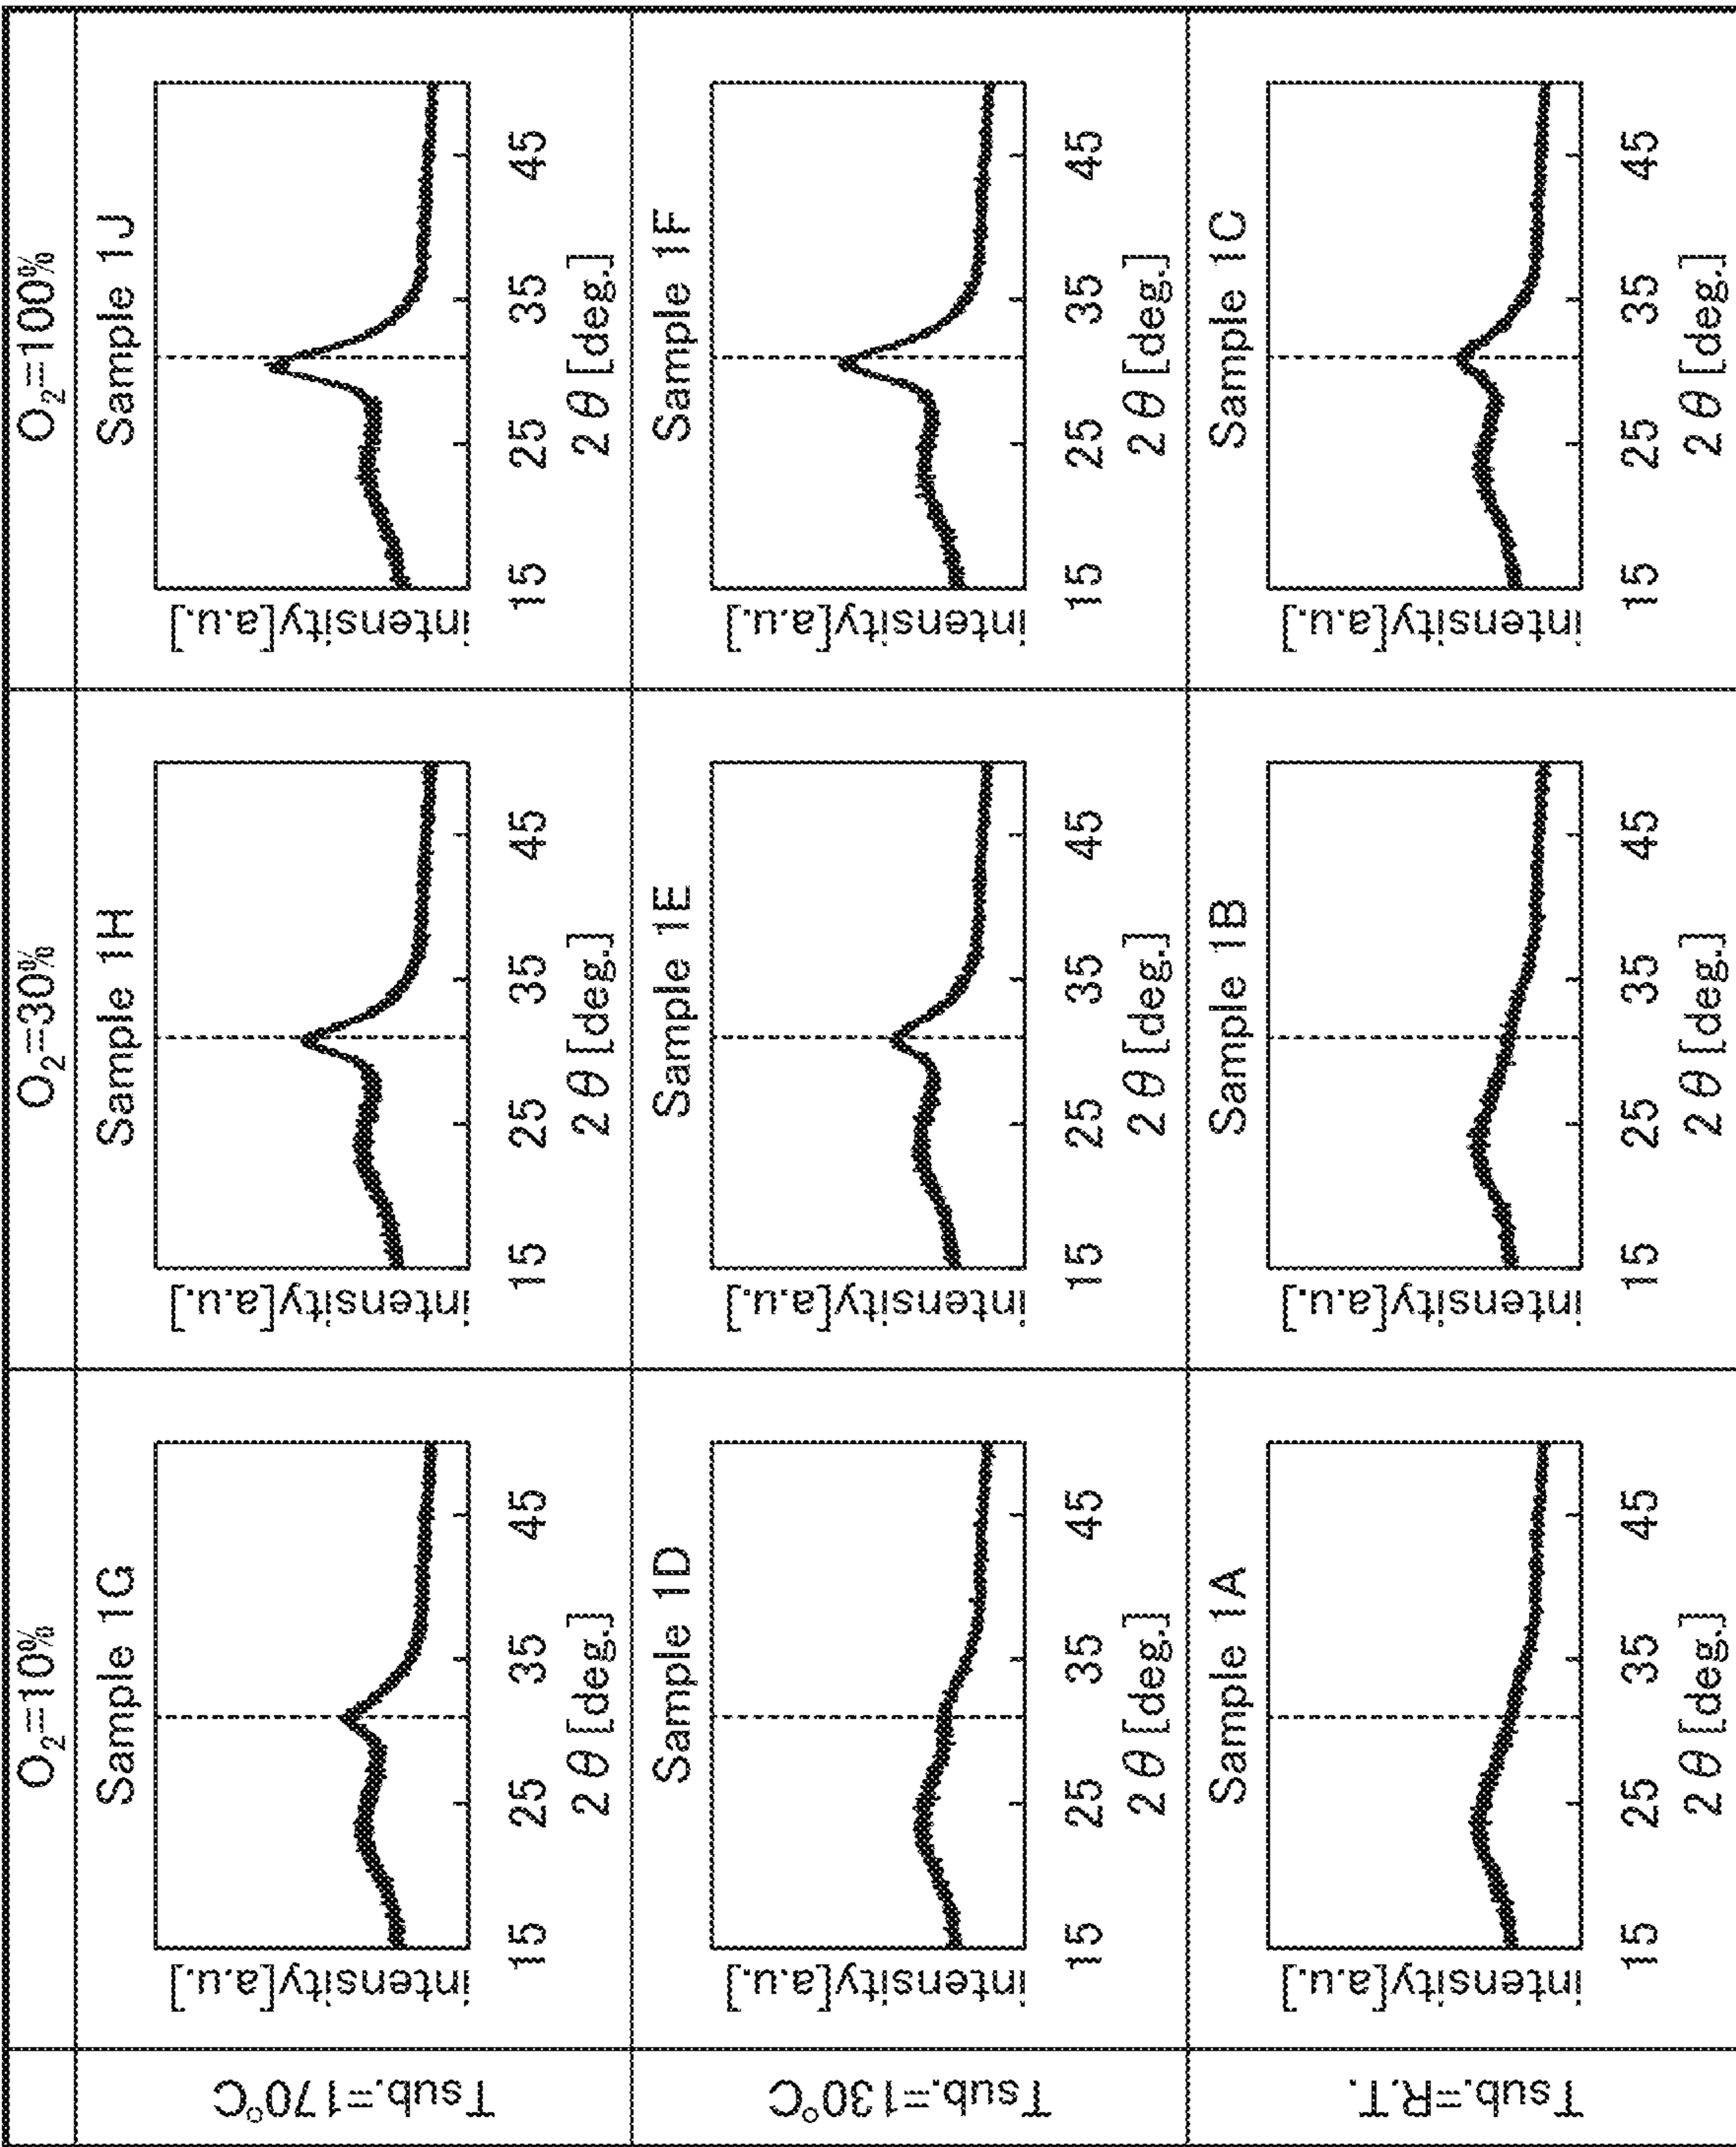 O₂=10% O₂=30% O₂=100%
Tsub.=170°C
Sample 1G
intensity[a.u.]
15 25 35 45
2θ[deg.]
Sample 1H
intensity[a.u.]
15 25 35 45
2θ[deg.]
Sample 1J
intensity[a.u.]
15 25 35 45
2θ[deg.]
Tsub.=130°C
Sample 1D
intensity[a.u.]
15 25 35 45
2θ[deg.]
Sample 1E
intensity[a.u.]
15 25 35 45
2θ[deg.]
Sample 1F
intensity[a.u.]
15 25 35 45
2θ[deg.]
Tsub.=R.T.
Sample 1A
intensity[a.u.]
15 25 35 45
2θ[deg.]
Sample 1B
intensity[a.u.]
15 25 35 45
2θ[deg.]
Sample 1C
intensity[a.u.]
15 25 35 45
2θ[deg.]